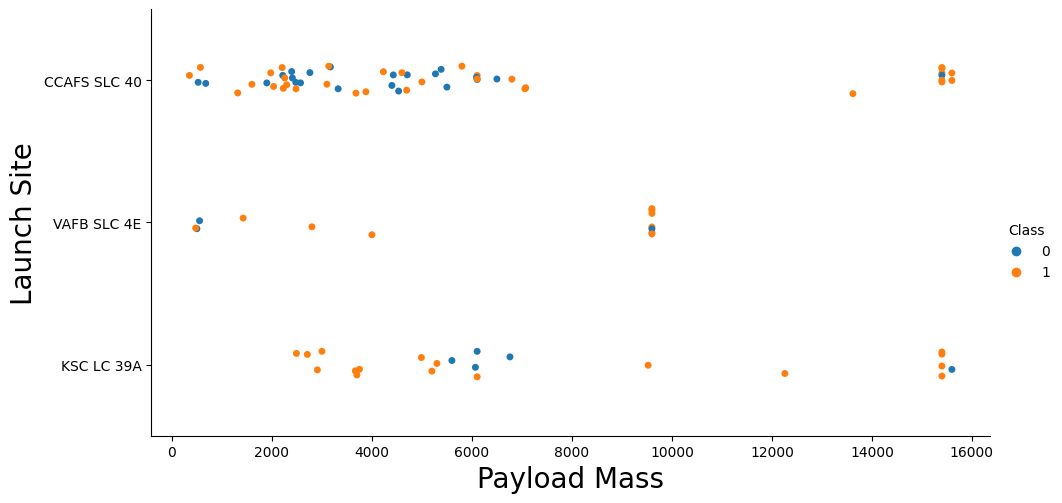 Launch Site
CCAFS SLC 40
VAFB SLC 4E
KSC LC 39A
0 2000 4000 6000 8000 10000 12000 14000 16000
Payload Mass
Class
0
1